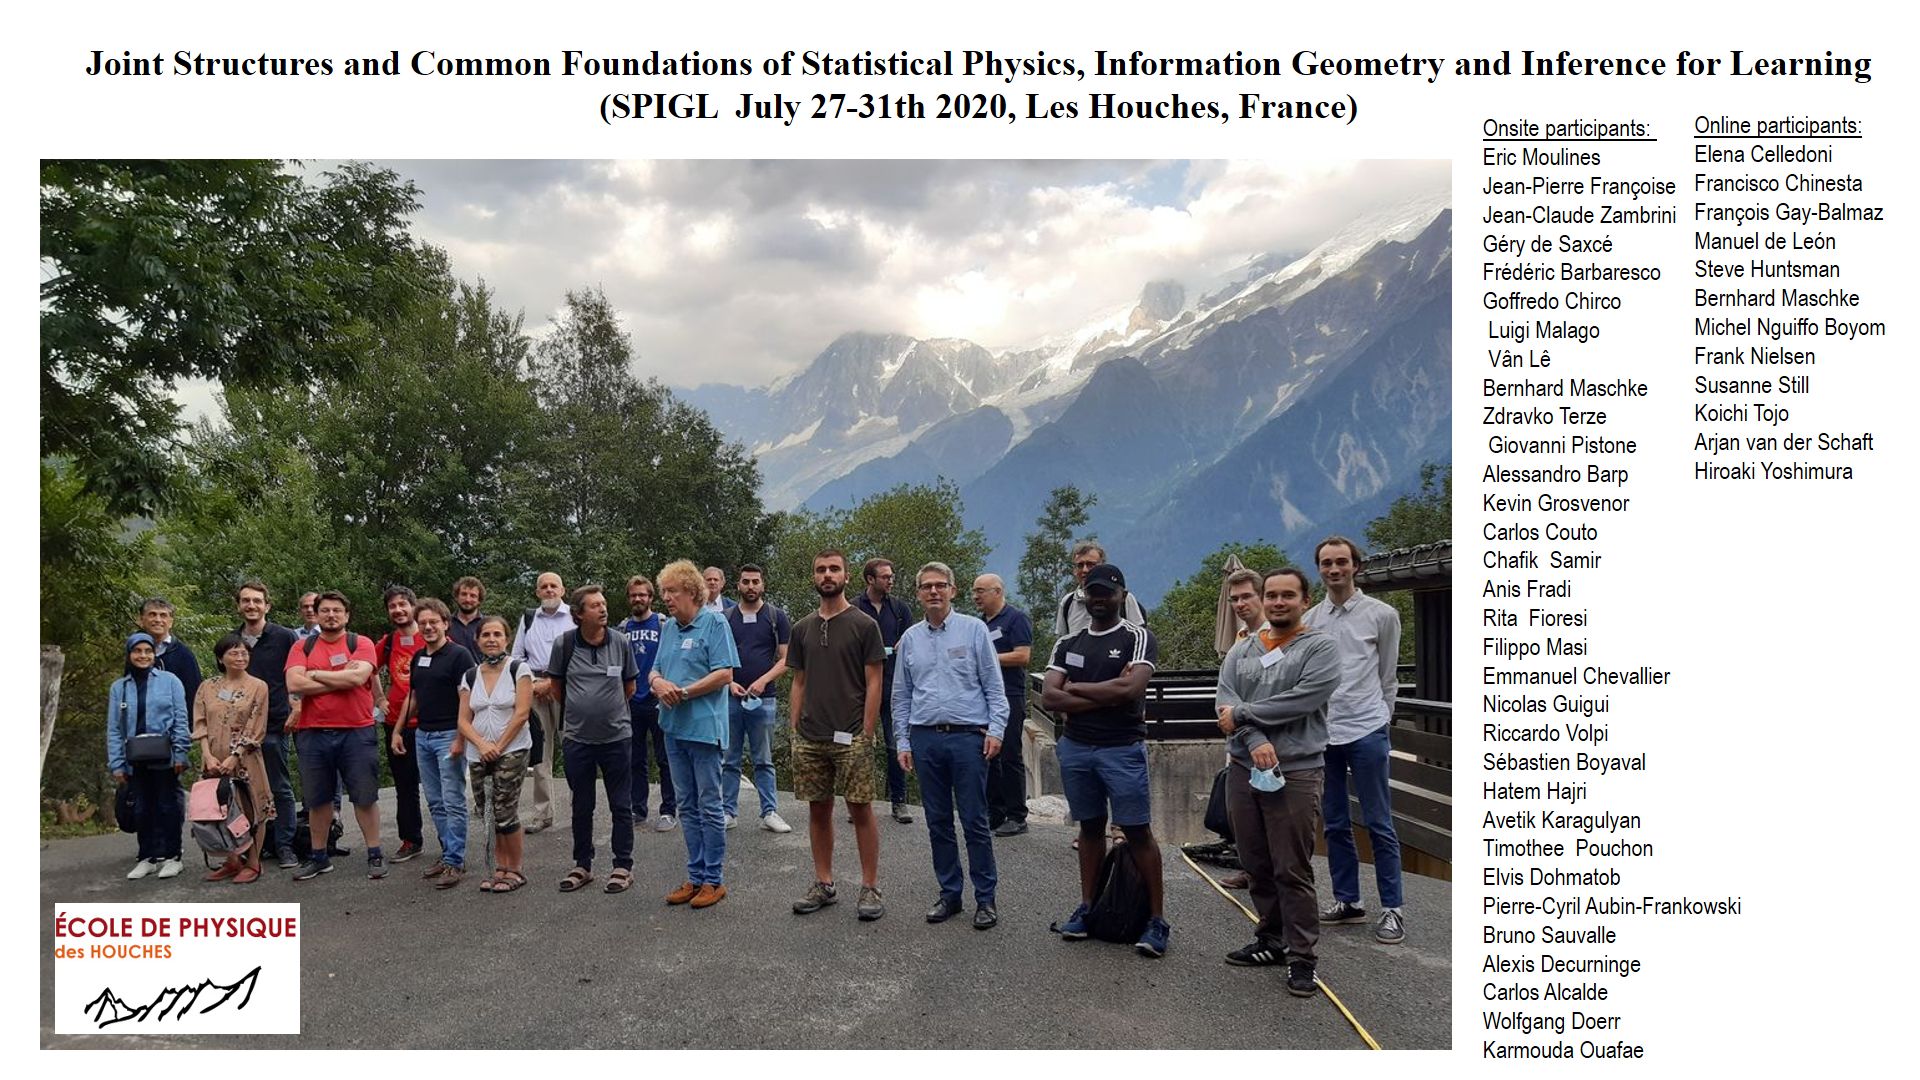 Joint Structures and Common Foundations of Statistical Physics, Information Geometry and Inference for Learning
(SPIGL July 27-31th 2020, Les Houches, France)
Onsite participants:
Eric Moulines
Jean-Pierre Françoise
Jean-Claude Zambrini
Géry de Saxcé
Frédéric Barbaresco
Goffredo Chirco
Luigi Malago
Vân Lê
Bernhard Maschke
Zdravko Terze
Giovanni Pistone
Alessandro Barp
Kevin Grosvenor
Carlos Couto
Chafik Samir
Anis Fradi
Rita Fioresi
Filippo Masi
Emmanuel Chevallier
Nicolas Guigui
Riccardo Volpi
Sébastien Boyaval
Hatem Hajri
Avetik Karagulyan
Timothee Pouchon
Elvis Dohmatob
Pierre-Cyril Aubin-Frankowski
Bruno Sauvalle
Alexis Decurninge
Carlos Alcalde
Wolfgang Doerr
Karmouda Ouafae
Online participants:
Elena Celledoni
Francisco Chinesta
François Gay-Balmaz
Manuel de León
Steve Huntsman
Bernhard Maschke
Michel Nguiffo Boyom
Frank Nielsen
Susanne Still
Koichi Tojo
Arjan van der Schaft
Hiroaki Yoshimura
DUKE
adidas
ÉCOLE DE PHYSIQUE
des HOUCHES